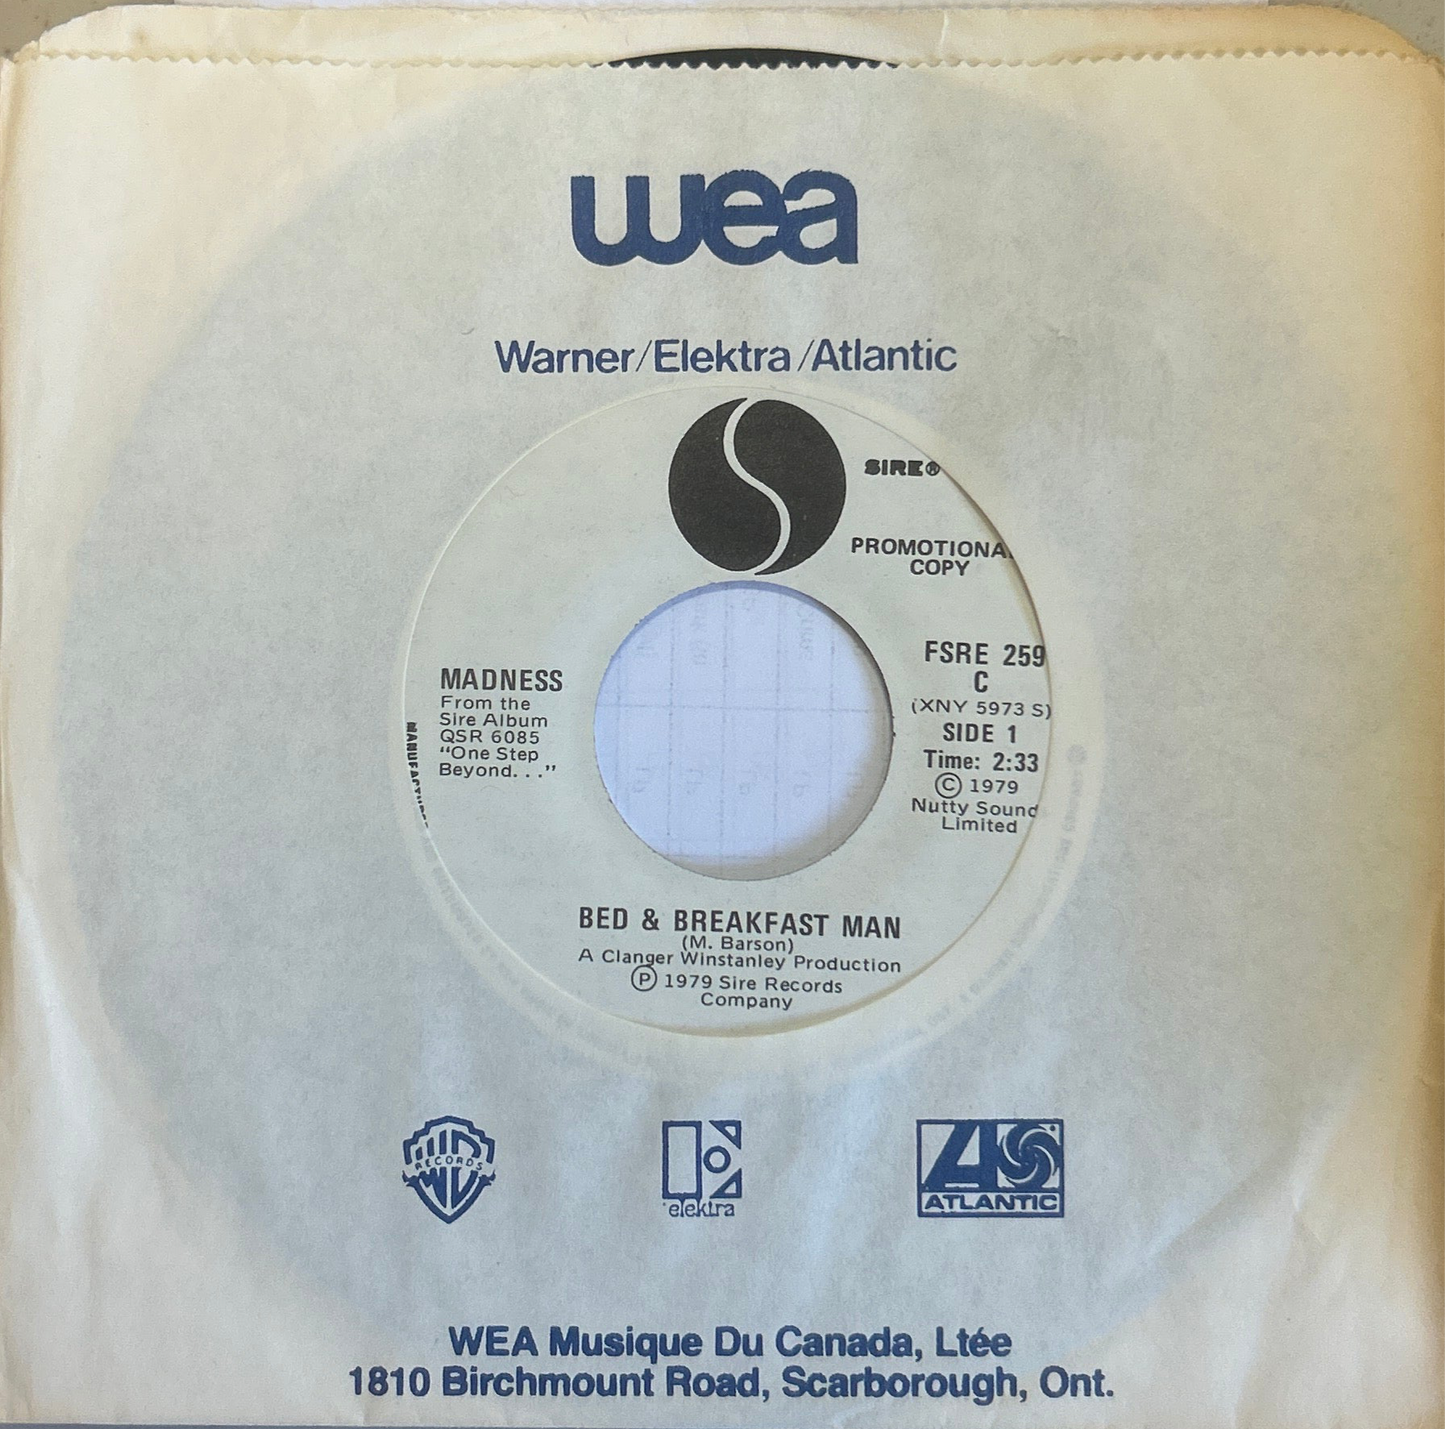 wea
Warner/Elektra/Atlantic
SIRE®
PROMOTIONA
COPY
FSRE 259
C
(XNY 5973 S)
SIDE 1
Time: 2:33
© 1979
Nutty Sound
Limited
MADNESS
From the
Sire Album
QSR 6085
“One Step
Beyond. . .”
BED & BREAKFAST MAN
(M. Barson)
A Clanger Winstanley Production
℗ 1979 Sire Records
Company
RECORDS
elektra
ATLANTIC
WEA Musique Du Canada, Ltée
1810 Birchmount Road, Scarborough, Ont.